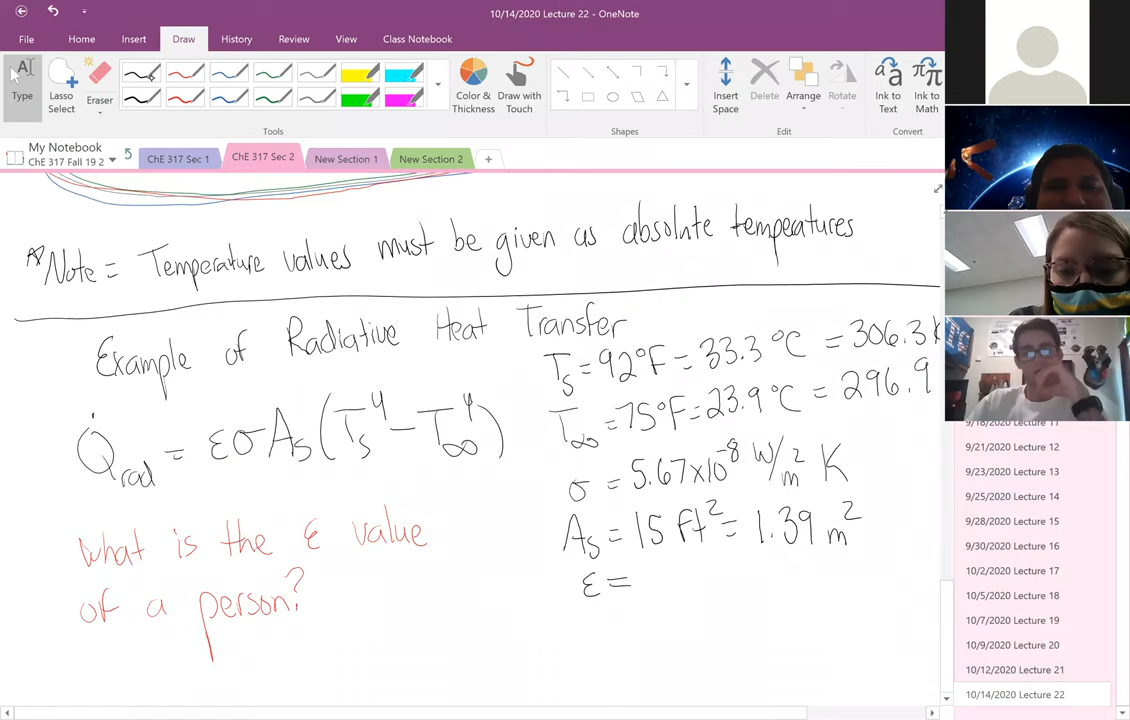 10/14/2020 Lecture 22 - OneNote
File Home Insert Draw History Review View Class Notebook
Type
Lasso Select
Eraser
Color & Thickness
Draw with Touch
Insert Space
Delete
Arrange
Rotate
Ink to Text
Ink to Math
Tools
Shapes
Edit
Convert
My Notebook
ChE 317 Fall 19 2
ChE 317 Sec 1
ChE 317 Sec 2
New Section 1
New Section 2
+
*Note = Temperature values must be given as absolute tempeatures
Example of Radiative Heat Transfer
Q̇rad = εσAs(Ts⁴ - T∞⁴)
What is the ε value
of a person?
Ts = 92°F = 33.3 °C = 306.3 K
T∞ = 75°F = 23.9 °C = 296.9
σ = 5.67x10⁻⁸ W/m² K
As = 15 ft² = 1.39 m²
ε =
9/18/2020 Lecture 11
9/21/2020 Lecture 12
9/23/2020 Lecture 13
9/25/2020 Lecture 14
9/28/2020 Lecture 15
9/30/2020 Lecture 16
10/2/2020 Lecture 17
10/5/2020 Lecture 18
10/7/2020 Lecture 19
10/9/2020 Lecture 20
10/12/2020 Lecture 21
10/14/2020 Lecture 22